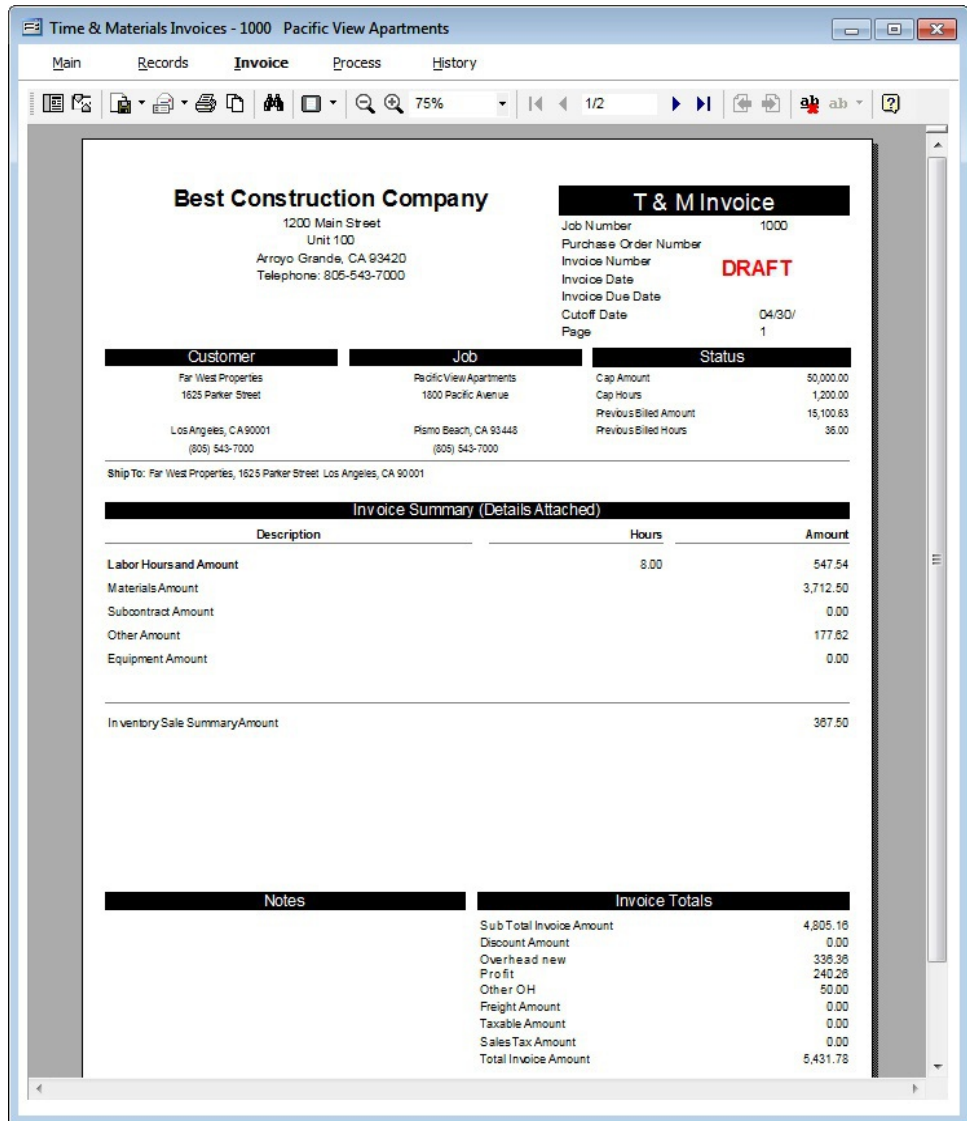 Time & Materials Invoices - 1000 Pacific View Apartments
Main Records Invoice Process History
75% 1/2 ab ab
Best Construction Company
1200 Main Street
Unit 100
Arroyo Grande, CA 93420
Telephone: 805-543-7000
T & M Invoice
Job Number 1000
Purchase Order Number
Invoice Number
DRAFT
Invoice Date
Invoice Due Date
Cutoff Date 04/30/
Page 1
Customer
Far West Properties
1625 Parker Street
Los Angeles, CA 90001
(805) 543-7000
Job
Pacific View Apartments
1800 Pacific Avenue
Pismo Beach, CA 93448
(805) 543-7000
Status
Cap Amount 50,000.00
Cap Hours 1,200.00
Previous Billed Amount 15,100.63
Previous Billed Hours 36.00
Ship To: Far West Properties, 1625 Parker Street Los Angeles, CA 90001
Invoice Summary (Details Attached)
Description Hours Amount
Labor Hours and Amount 8.00 547.54
Materials Amount 3,712.50
Subcontract Amount 0.00
Other Amount 177.62
Equipment Amount 0.00
Inventory Sale Summary Amount 367.50
Notes
Invoice Totals
Sub Total Invoice Amount 4,805.16
Discount Amount 0.00
Overhead new 336.36
Profit 240.26
Other OH 50.00
Freight Amount 0.00
Taxable Amount 0.00
Sales Tax Amount 0.00
Total Invoice Amount 5,431.78